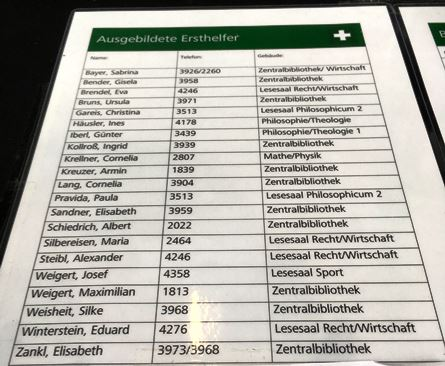 Ausgebildete Ersthelfer
Name: Telefon: Gebäude:
Bayer, Sabrina 3926/2260 Zentralbibliothek/ Wirtschaft
Bender, Gisela 3958 Zentralbibliothek
Brendel, Eva 4246 Lesesaal Recht/Wirtschaft
Bruns, Ursula 3971 Zentralbibliothek
Gareis, Christina 3513 Lesesaal Philosophicum 2
Häusler, Ines 4178 Philosophie/Theologie
Iberl, Günter 3439 Philosophie/Theologie 1
Kollroß, Ingrid 3939 Zentralbibliothek
Krellner, Cornelia 2807 Mathe/Physik
Kreuzer, Armin 1839 Zentralbibliothek
Lang, Cornelia 3904 Zentralbibliothek
Pravida, Paula 3513 Lesesaal Philosophicum 2
Sandner, Elisabeth 3959 Zentralbibliothek
Schiedrich, Albert 2022 Zentralbibliothek
Silbereisen, Maria 2464 Lesesaal Recht/Wirtschaft
Steibl, Alexander 4246 Lesesaal Recht/Wirtschaft
Weigert, Josef 4358 Lesesaal Sport
Weigert, Maximilian 1813 Zentralbibliothek
Weisheit, Silke 3968 Zentralbibliothek
Winterstein, Eduard 4276 Lesesaal Recht/Wirtschaft
Zankl, Elisabeth 3973/3968 Zentralbibliothek